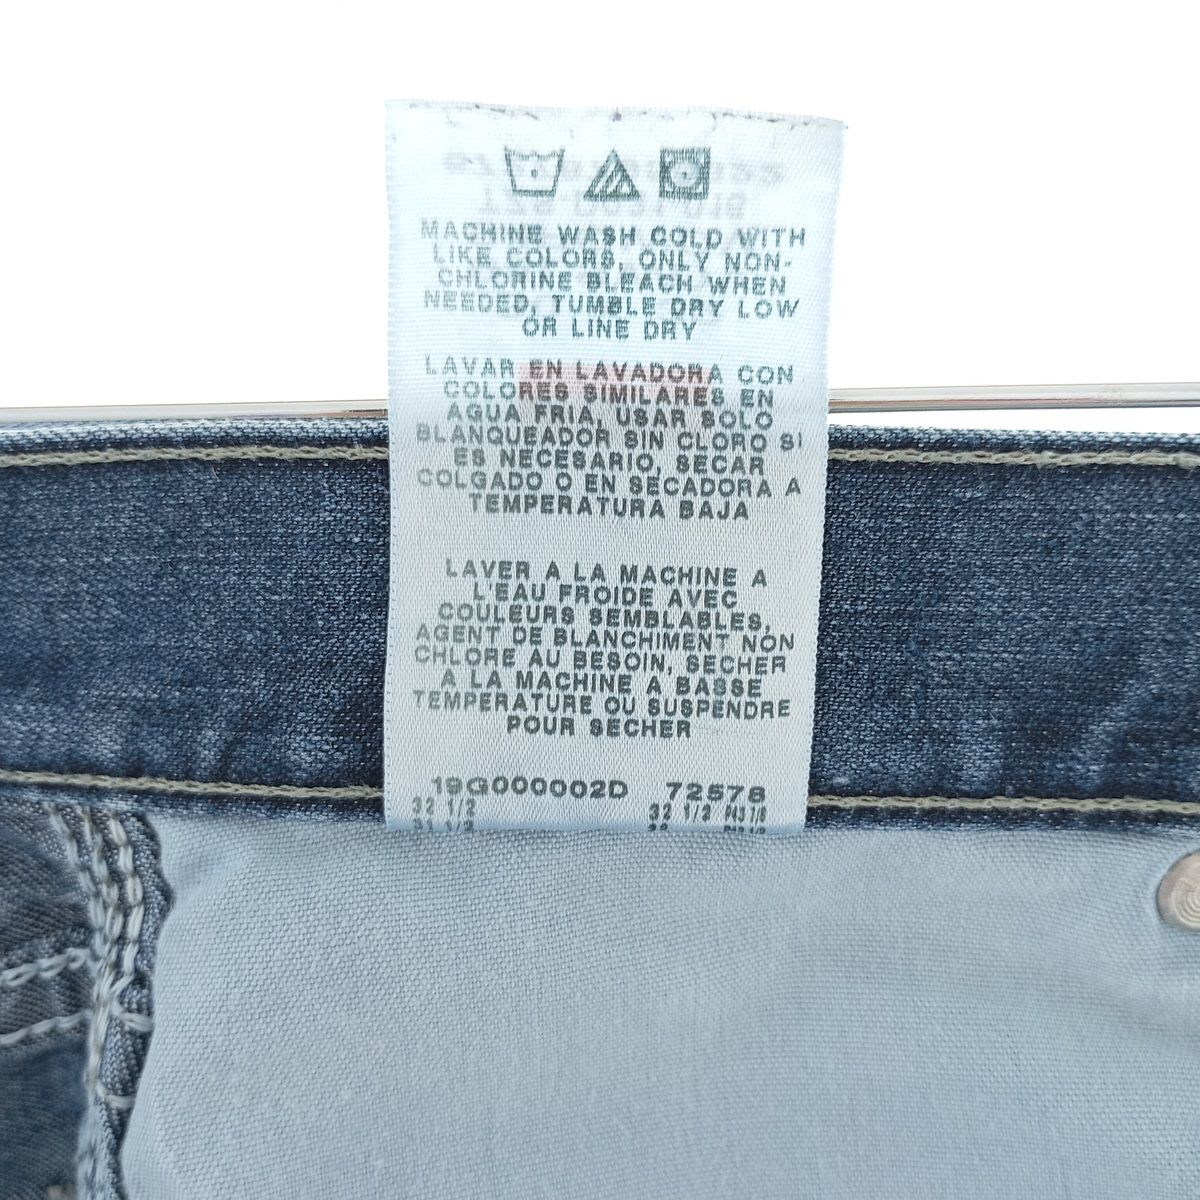 MACHINE WASH COLD WITH
LIKE COLORS, ONLY NON-
CHLORINE BLEACH WHEN
NEEDED, TUMBLE DRY LOW
OR LINE DRY
LAVAR EN LAVADORA CON
COLORES SIMILARES EN
AGUA FRIA, USAR SOLO
BLANQUEADOR SIN CLORO SI
ES NECESARIO, SECAR
COLGADO O EN SECADORA A
TEMPERATURA BAJA
LAVER A LA MACHINE A
L'EAU FROIDE AVEC
COULEURS SEMBLABLES,
AGENT DE BLANCHIMENT NON
CHLORE AU BESOIN, SECHER
A LA MACHINE A BASSE
TEMPERATURE OU SUSPENDRE
POUR SECHER
19G000002D 72578
32 1/2 32 1/2 P43 7/8